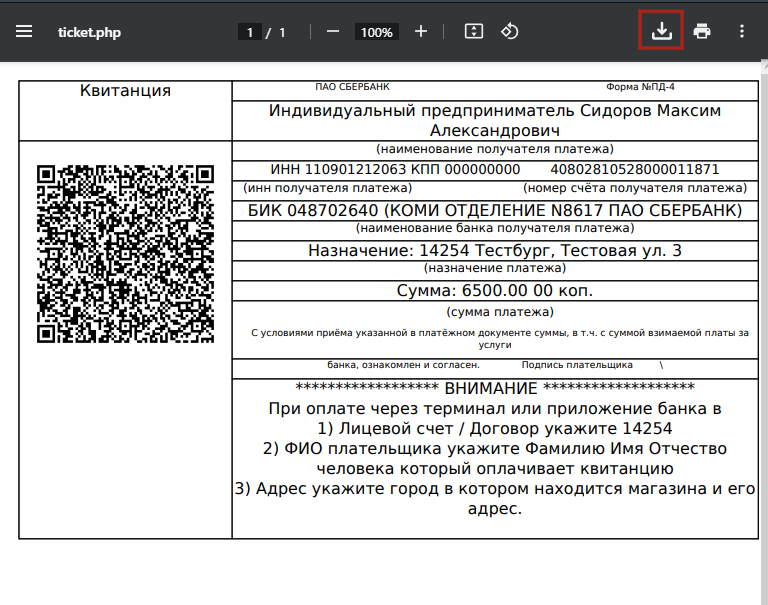 ticket.php
1 / 1
100%
Квитанция
ПАО СБЕРБАНК Форма №ПД-4
Индивидуальный предприниматель Сидоров Максим
Александрович
(наименование получателя платежа)
ИНН 110901212063 КПП 000000000 40802810528000011871
(инн получателя платежа) (номер счёта получателя платежа)
БИК 048702640 (КОМИ ОТДЕЛЕНИЕ N8617 ПАО СБЕРБАНК)
(наименование банка получателя платежа)
Назначение: 14254 Тестбург, Тестовая ул. 3
(назначение платежа)
Сумма: 6500.00 00 коп.
(сумма платежа)
С условиями приёма указанной в платёжном документе суммы, в т.ч. с суммой взимаемой платы за
услуги
банка, ознакомлен и согласен. Подпись плательщика \
****************** ВНИМАНИЕ *******************
При оплате через терминал или приложение банка в
1) Лицевой счет / Договор укажите 14254
2) ФИО плательщика укажите Фамилию Имя Отчество
человека который оплачивает квитанцию
3) Адрес укажите город в котором находится магазина и его
адрес.